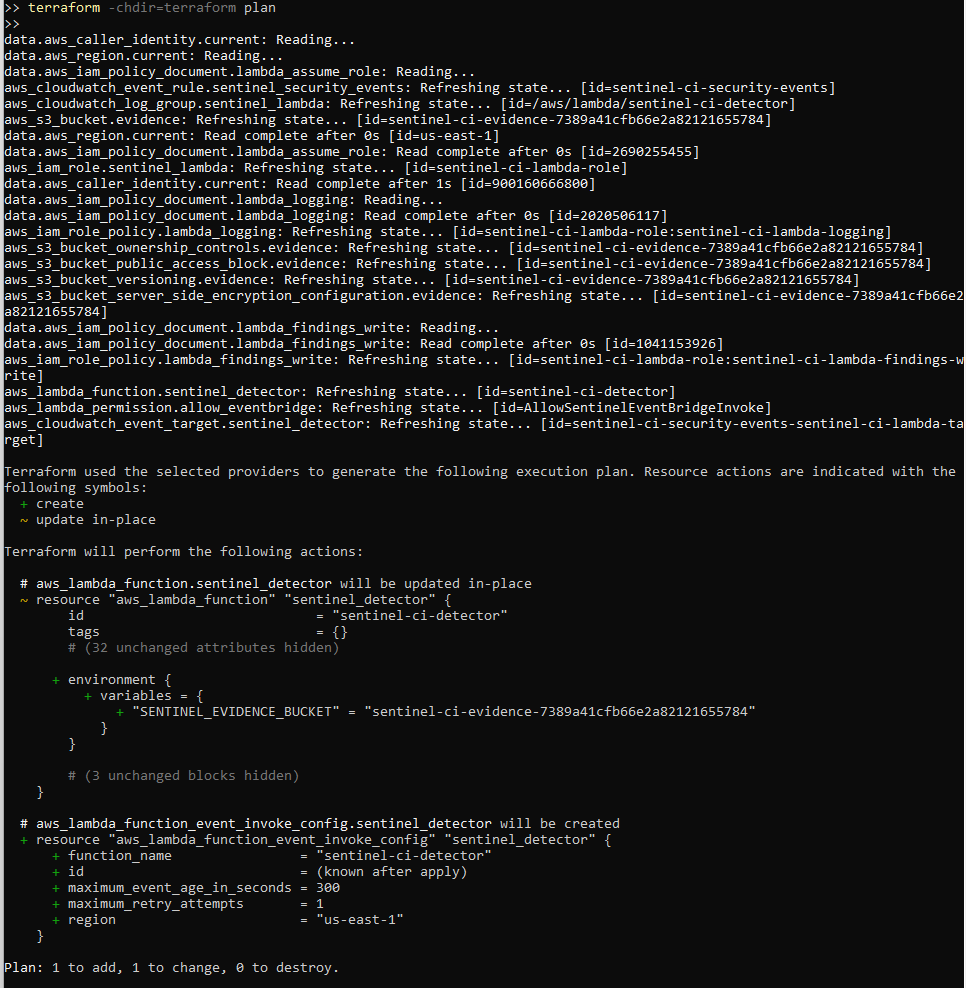 >> terraform -chdir=terraform plan
>>
data.aws_caller_identity.current: Reading...
data.aws_region.current: Reading...
data.aws_iam_policy_document.lambda_assume_role: Reading...
aws_cloudwatch_event_rule.sentinel_security_events: Refreshing state... [id=sentinel-ci-security-events]
aws_cloudwatch_log_group.sentinel_lambda: Refreshing state... [id=/aws/lambda/sentinel-ci-detector]
aws_s3_bucket.evidence: Refreshing state... [id=sentinel-ci-evidence-7389a41cfb66e2a82121655784]
data.aws_region.current: Read complete after 0s [id=us-east-1]
data.aws_iam_policy_document.lambda_assume_role: Read complete after 0s [id=2690255455]
aws_iam_role.sentinel_lambda: Refreshing state... [id=sentinel-ci-lambda-role]
data.aws_caller_identity.current: Read complete after 1s [id=900160666800]
data.aws_iam_policy_document.lambda_logging: Reading...
data.aws_iam_policy_document.lambda_logging: Read complete after 0s [id=2020506117]
aws_iam_role_policy.lambda_logging: Refreshing state... [id=sentinel-ci-lambda-role:sentinel-ci-lambda-logging]
aws_s3_bucket_ownership_controls.evidence: Refreshing state... [id=sentinel-ci-evidence-7389a41cfb66e2a82121655784]
aws_s3_bucket_public_access_block.evidence: Refreshing state... [id=sentinel-ci-evidence-7389a41cfb66e2a82121655784]
aws_s3_bucket_versioning.evidence: Refreshing state... [id=sentinel-ci-evidence-7389a41cfb66e2a82121655784]
aws_s3_bucket_server_side_encryption_configuration.evidence: Refreshing state... [id=sentinel-ci-evidence-7389a41cfb66e2
a82121655784]
data.aws_iam_policy_document.lambda_findings_write: Reading...
data.aws_iam_policy_document.lambda_findings_write: Read complete after 0s [id=1041153926]
aws_iam_role_policy.lambda_findings_write: Refreshing state... [id=sentinel-ci-lambda-role:sentinel-ci-lambda-findings-w
rite]
aws_lambda_function.sentinel_detector: Refreshing state... [id=sentinel-ci-detector]
aws_lambda_permission.allow_eventbridge: Refreshing state... [id=AllowSentinelEventBridgeInvoke]
aws_cloudwatch_event_target.sentinel_detector: Refreshing state... [id=sentinel-ci-security-events-sentinel-ci-lambda-ta
rget]
Terraform used the selected providers to generate the following execution plan. Resource actions are indicated with the
following symbols:
  + create
  ~ update in-place
Terraform will perform the following actions:
  # aws_lambda_function.sentinel_detector will be updated in-place
  ~ resource "aws_lambda_function" "sentinel_detector" {
        id                             = "sentinel-ci-detector"
        tags                           = {}
        # (32 unchanged attributes hidden)
      + environment {
          + variables = {
              + "SENTINEL_EVIDENCE_BUCKET" = "sentinel-ci-evidence-7389a41cfb66e2a82121655784"
            }
        }
        # (3 unchanged blocks hidden)
    }
  # aws_lambda_function_event_invoke_config.sentinel_detector will be created
  + resource "aws_lambda_function_event_invoke_config" "sentinel_detector" {
      + function_name                = "sentinel-ci-detector"
      + id                           = (known after apply)
      + maximum_event_age_in_seconds = 300
      + maximum_retry_attempts       = 1
      + region                       = "us-east-1"
    }
Plan: 1 to add, 1 to change, 0 to destroy.